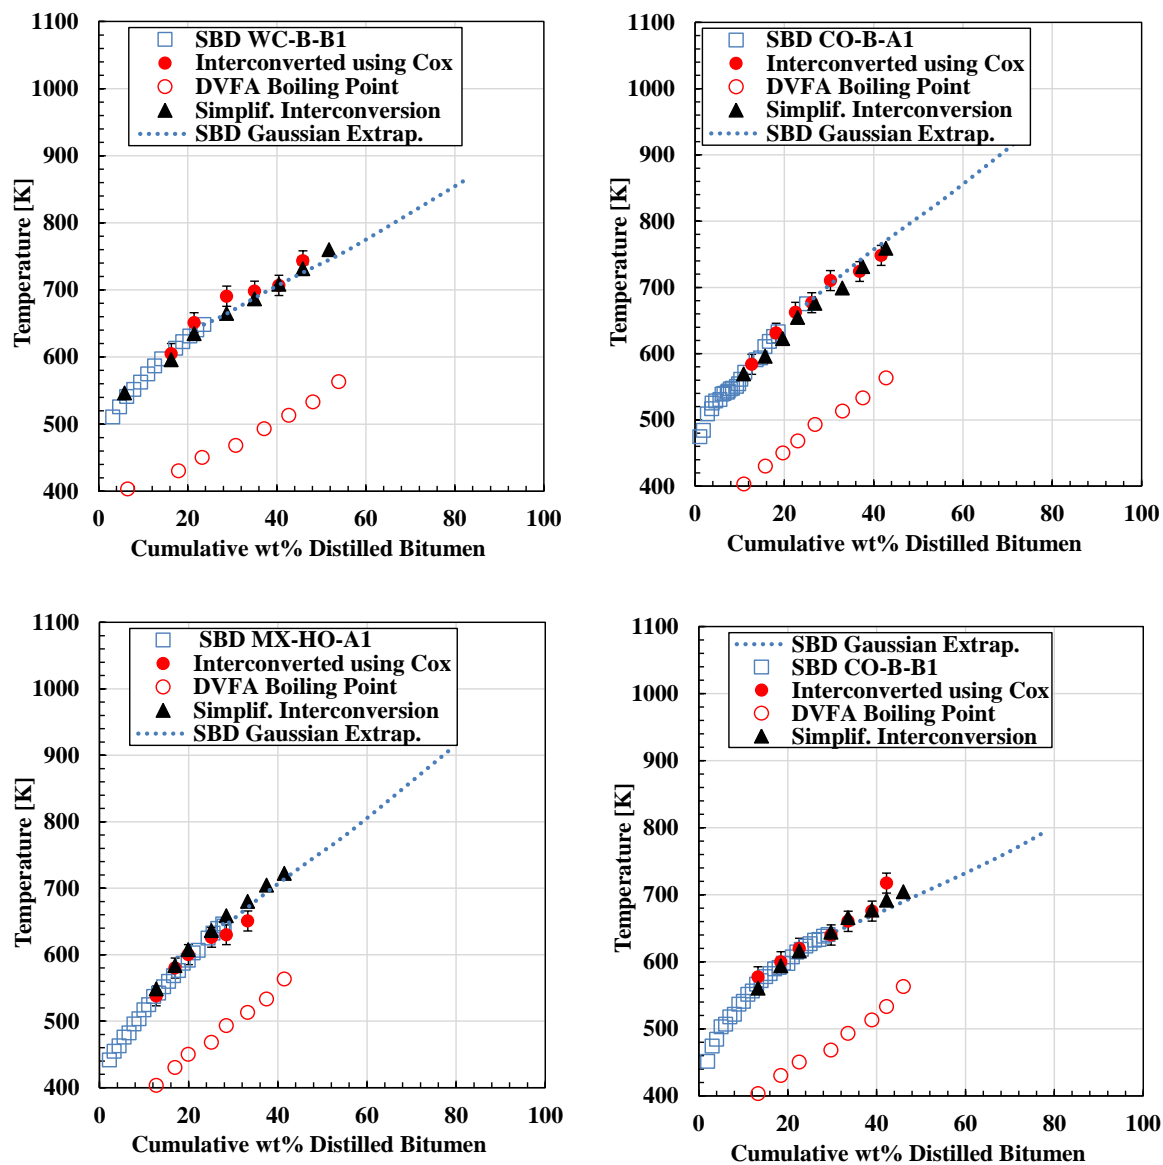 1100
1000
900
800
700
600
500
400
0
20
40
60
80
100
Temperature [K]
Cumulative wt% Distilled Bitumen
SBD WC-B-B1
Interconverted using Cox
DVFA Boiling Point
Simplif. Interconversion
SBD Gaussian Extrap.
1100
1000
900
800
700
600
500
400
0
20
40
60
80
100
Temperature [K]
Cumulative wt% Distilled Bitumen
SBD CO-B-A1
Interconverted using Cox
DVFA Boiling Point
Simplif. Interconversion
SBD Gaussian Extrap.
1100
1000
900
800
700
600
500
400
0
20
40
60
80
100
Temperature [K]
Cumulative wt% Distilled Bitumen
SBD MX-HO-A1
Interconverted using Cox
DVFA Boiling Point
Simplif. Interconversion
SBD Gaussian Extrap.
1100
1000
900
800
700
600
500
400
0
20
40
60
80
100
Temperature [K]
Cumulative wt% Distilled Bitumen
SBD Gaussian Extrap.
SBD CO-B-B1
Interconverted using Cox
DVFA Boiling Point
Simplif. Interconversion